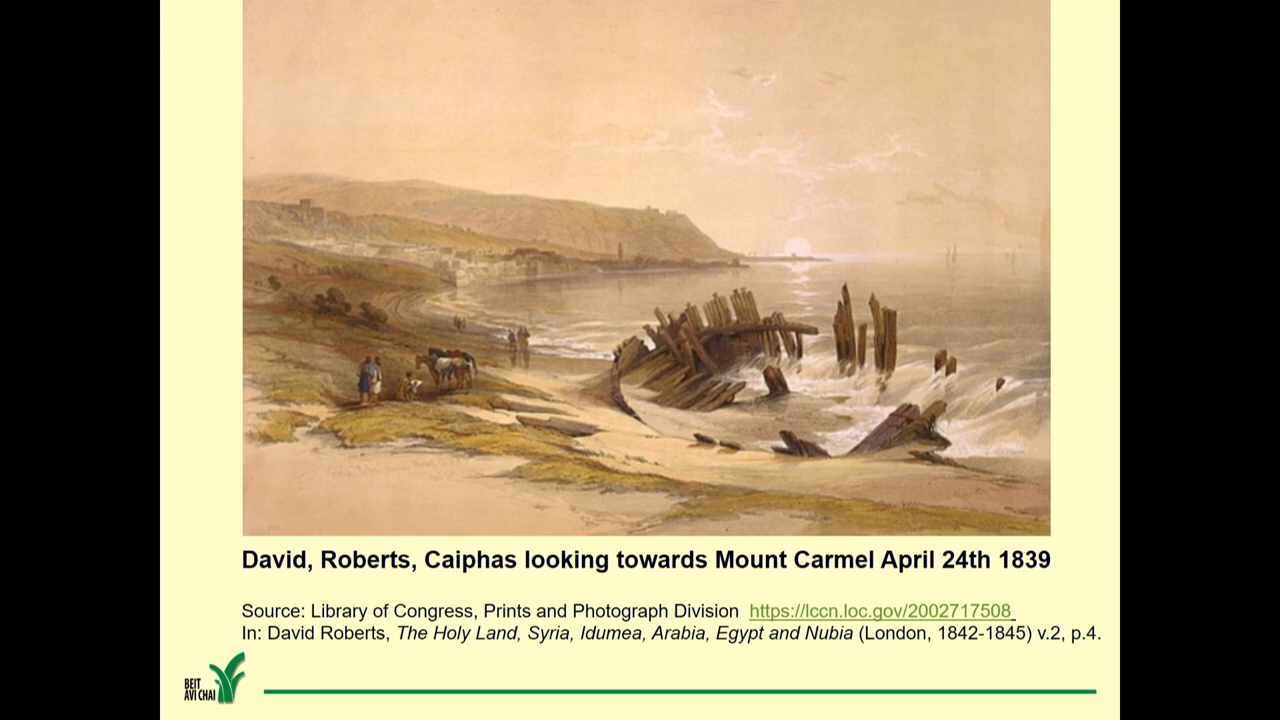 David, Roberts, Caiphas looking towards Mount Carmel April 24th 1839
Source: Library of Congress, Prints and Photograph Division https://lccn.loc.gov/2002717508
In: David Roberts, The Holy Land, Syria, Idumea, Arabia, Egypt and Nubia (London, 1842-1845) v.2, p.4.
BEIT
AVI CHAI